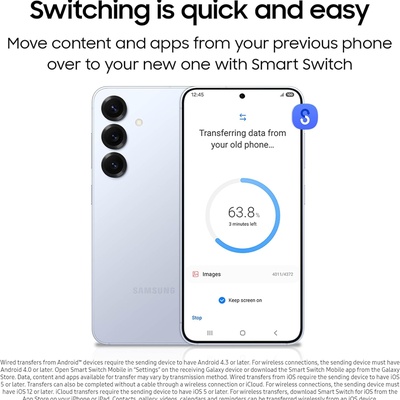 Switching is quick and easy
Move content and apps from your previous phone
over to your new one with Smart Switch
12:45
Transferring data from
your old phone...
63.8%
3 minutes left
SAMSUNG
Images 4011/4372
Keep screen on
Stop
Wired transfers from Android™ devices require the sending device to have Android 4.3 or later. For wireless connections, the sending device must have
Android 4.0 or later. Open Smart Switch Mobile in "Settings" on the receiving Galaxy device or download the Smart Switch Mobile app from the Galaxy
Store. Data, content and apps available for transfer may vary by transmission method. Wired transfers from iOS require the sending device to have iOS
5 or later. Transfers can also be completed without a cable through a wireless connection or iCloud. For wireless connections, the sending device must
have iOS 12 or later. iCloud transfers require the sending device to have iOS 5 or later. For wireless transfers, download Smart Switch for iOS from the
App Store on your iPhone or iPad. Contacts, gallery, videos, calendars and reminders can be transferred wirelessly from an iOS device.